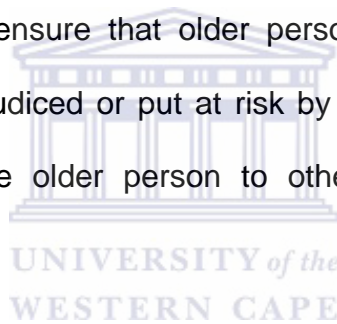 ensure that older perso
udiced or put at risk by
e older person to othe
UNIVERSITY of the
WESTERN CAPE